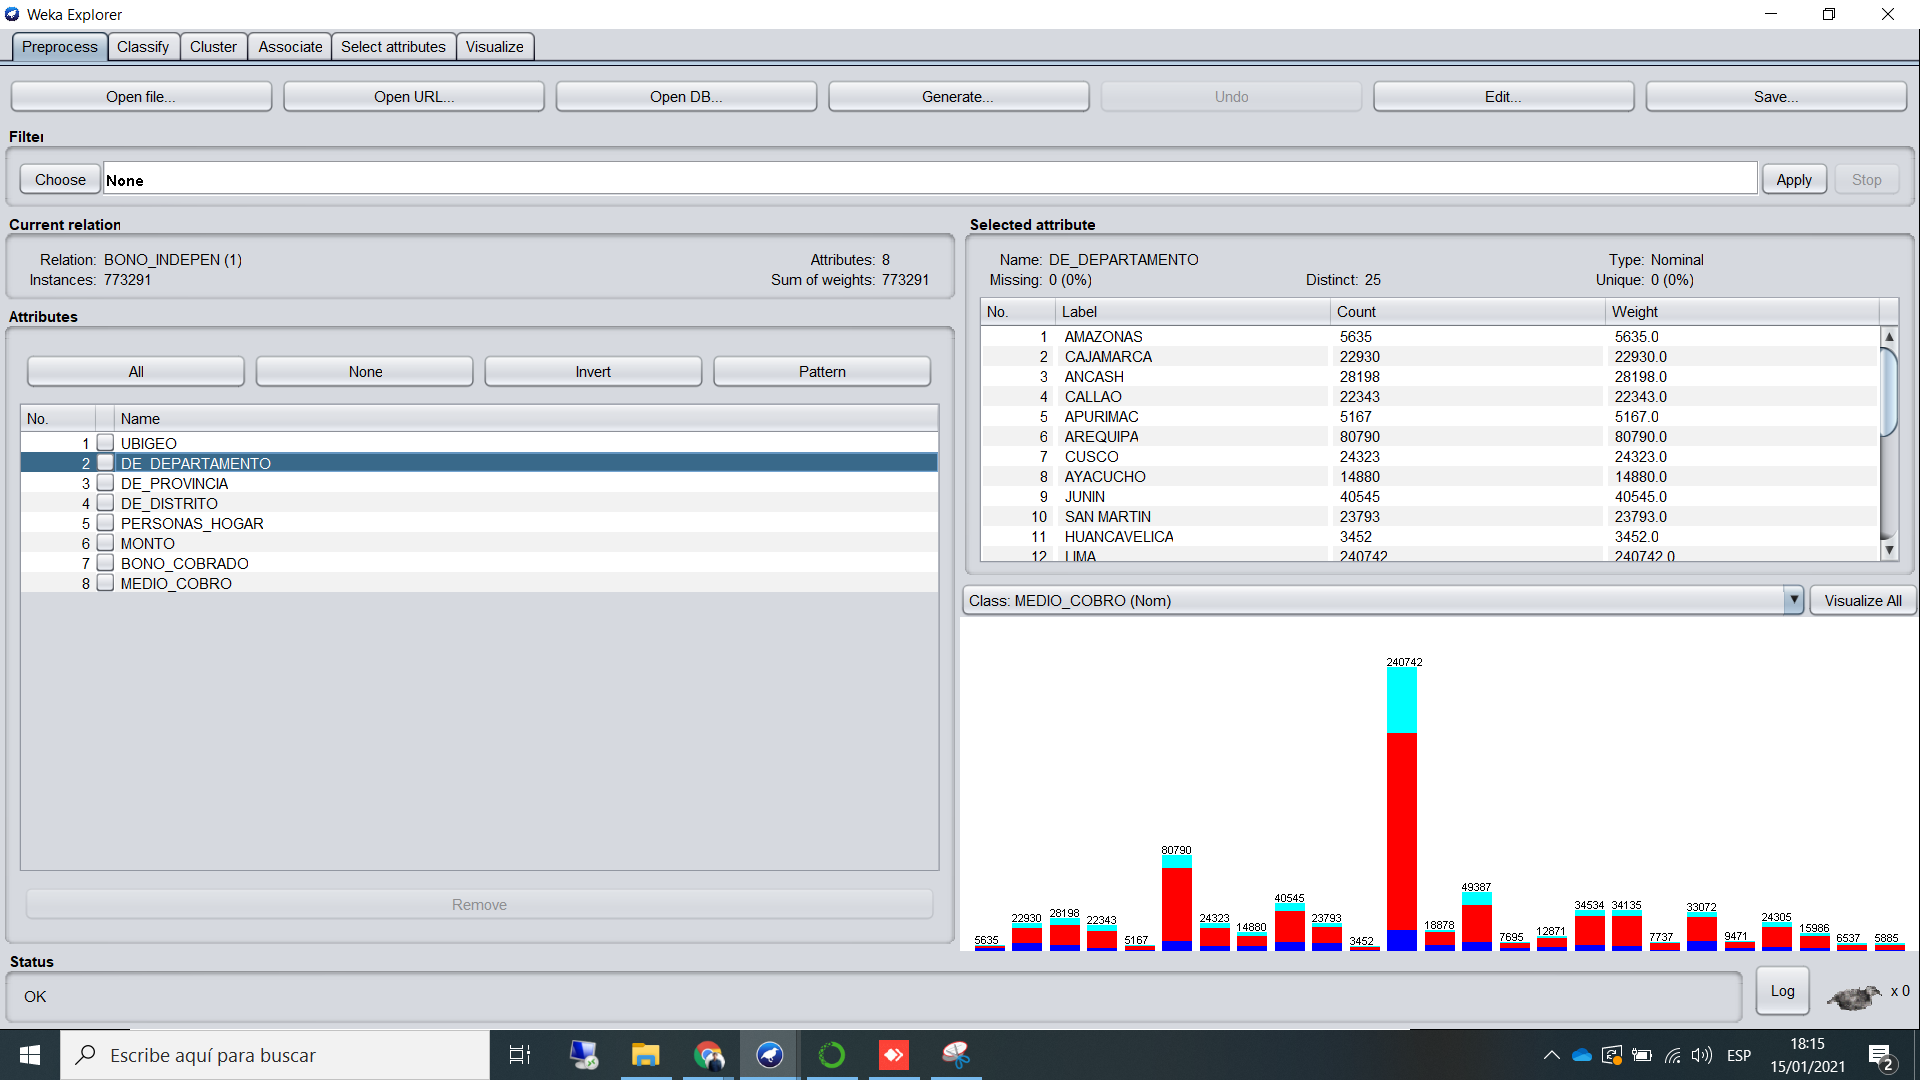 Weka Explorer
Preprocess Classify Cluster Associate Select attributes Visualize
Open file... Open URL... Open DB... Generate... Undo Edit... Save...
Filter
Choose None Apply Stop
Current relation
Relation: BONO_INDEPEN (1) Attributes: 8
Instances: 773291 Sum of weights: 773291
Attributes
All None Invert Pattern
No. Name
1 UBIGEO
2 DE_DEPARTAMENTO
3 DE_PROVINCIA
4 DE_DISTRITO
5 PERSONAS_HOGAR
6 MONTO
7 BONO_COBRADO
8 MEDIO_COBRO
Remove
Selected attribute
Name: DE_DEPARTAMENTO Type: Nominal
Missing: 0 (0%) Distinct: 25 Unique: 0 (0%)
No. Label Count Weight
1 AMAZONAS 5635 5635.0
2 CAJAMARCA 22930 22930.0
3 ANCASH 28198 28198.0
4 CALLAO 22343 22343.0
5 APURIMAC 5167 5167.0
6 AREQUIPA 80790 80790.0
7 CUSCO 24323 24323.0
8 AYACUCHO 14880 14880.0
9 JUNIN 40545 40545.0
10 SAN MARTIN 23793 23793.0
11 HUANCAVELICA 3452 3452.0
12 LIMA 240742 240742.0
Class: MEDIO_COBRO (Nom) Visualize All
5635 22930 28198 22343 5167 80790 24323 14880 40545 23793 3452 240742 18878 49387 7695 12871 34534 34135 7737 33072 9471 24305 15986 6537 5885
Status
OK
Log x 0
Escribe aquí para buscar
ESP
18:15
15/01/2021
2